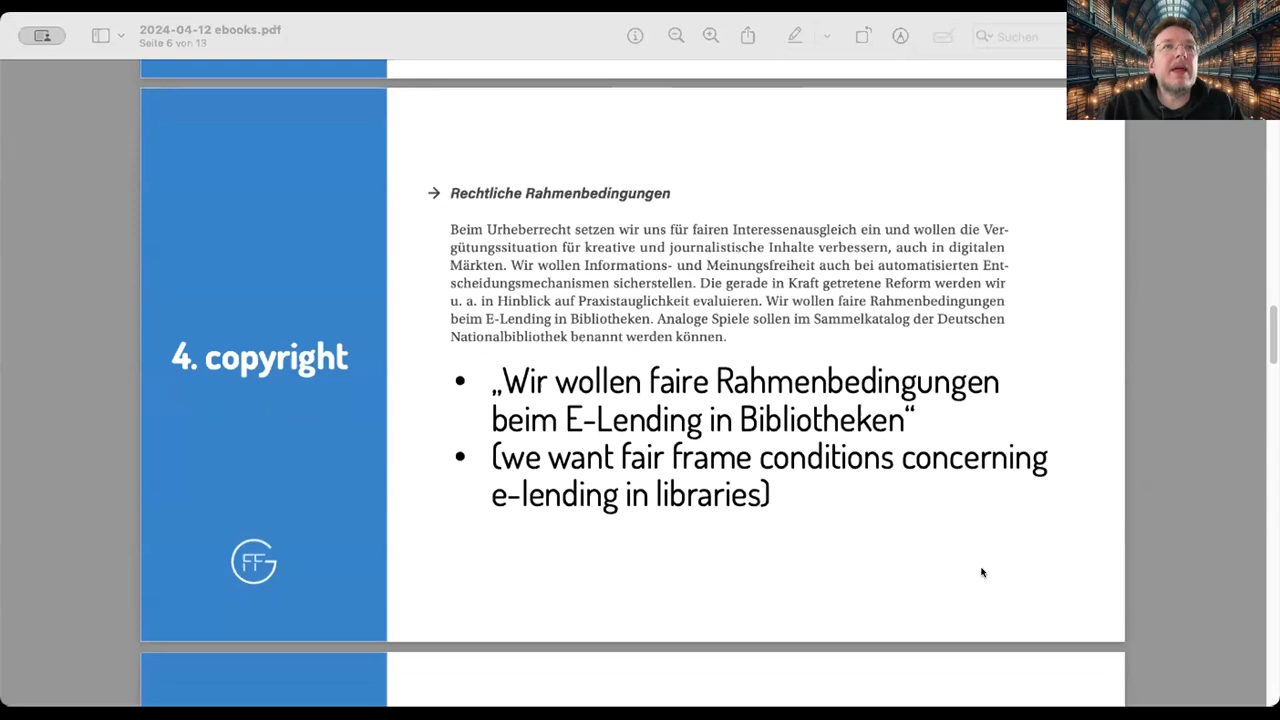 2024-04-12 ebooks.pdf
Seite 6 von 13
Suchen
4. copyright
GFF
→ Rechtliche Rahmenbedingungen
Beim Urheberrecht setzen wir uns für fairen Interessenausgleich ein und wollen die Ver-
gütungssituation für kreative und journalistische Inhalte verbessern, auch in digitalen
Märkten. Wir wollen Informations- und Meinungsfreiheit auch bei automatisierten Ent-
scheidungsmechanismen sicherstellen. Die gerade in Kraft getretene Reform werden wir
u. a. in Hinblick auf Praxistauglichkeit evaluieren. Wir wollen faire Rahmenbedingungen
beim E-Lending in Bibliotheken. Analoge Spiele sollen im Sammelkatalog der Deutschen
Nationalbibliothek benannt werden können.
• „Wir wollen faire Rahmenbedingungen
beim E-Lending in Bibliotheken“
• (we want fair frame conditions concerning
e-lending in libraries)